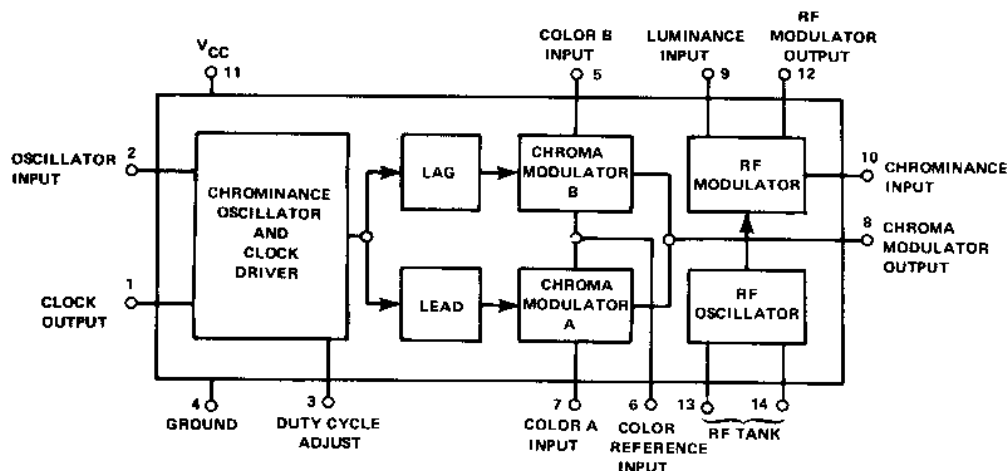 COLOR B
INPUT
5
LUMINANCE
INPUT
9
RF
MODULATOR
OUTPUT
12
VCC
11
OSCILLATOR
INPUT
2
CHROMINANCE
OSCILLATOR
AND
CLOCK
DRIVER
LAG
CHROMA
MODULATOR
B
RF
MODULATOR
10
CHROMINANCE
INPUT
8
CHROMA
MODULATOR
OUTPUT
CLOCK
OUTPUT
1
LEAD
CHROMA
MODULATOR
A
RF
OSCILLATOR
4
GROUND
3
DUTY CYCLE
ADJUST
7
COLOR A
INPUT
6
COLOR
REFERENCE
INPUT
13
14
RF TANK